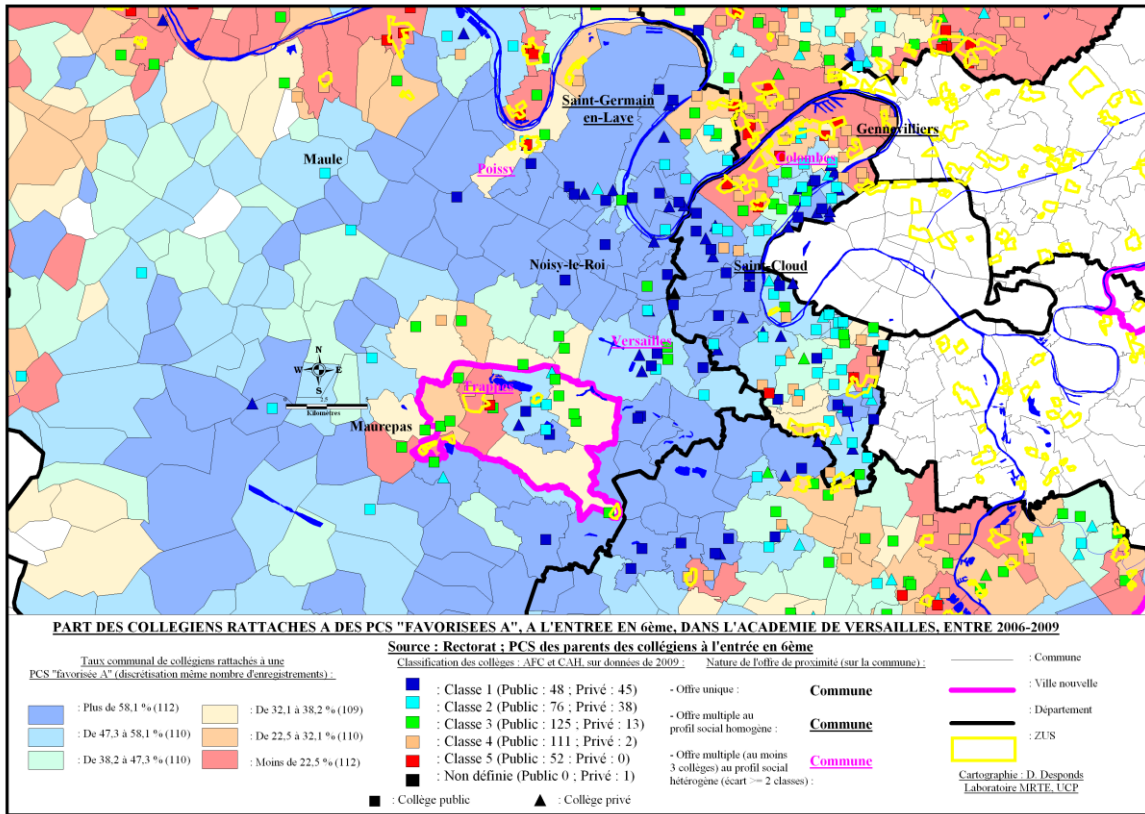 Saint-Germain
en-Laye
Gennevilliers
Maule
Poissy
Colombes
Noisy-le-Roi
Saint-Cloud
Versailles
N
W E
S
Trappes
Kilomètres
Maurepas
PART DES COLLEGIENS RATTACHES A DES PCS "FAVORISEES A", A L'ENTREE EN 6ème, DANS L'ACADEMIE DE VERSAILLES, ENTRE 2006-2009
Source : Rectorat ; PCS des parents des collégiens à l'entrée en 6ème
Taux communal de collégiens rattachés à une
PCS "favorisée A" (discrétisation même nombre d'enregistrements) :
: Plus de 58,1 % (112)
: De 47,3 à 58,1 % (110)
: De 38,2 à 47,3 % (110)
: De 32,1 à 38,2 % (109)
: De 22,5 à 32,1 % (110)
: Moins de 22,5 % (112)
Classification des collèges : AFC et CAH, sur données de 2009 :
: Classe 1 (Public : 48 ; Privé : 45)
: Classe 2 (Public : 76 ; Privé : 38)
: Classe 3 (Public : 125 ; Privé : 13)
: Classe 4 (Public : 111 ; Privé : 2)
: Classe 5 (Public : 52 ; Privé : 0)
: Non définie (Public 0 ; Privé : 1)
: Collège public
: Collège privé
Nature de l'offre de proximité (sur la commune) :
- Offre unique :
Commune
- Offre multiple au
profil social homogène :
Commune
- Offre multiple (au moins
3 collèges) au profil social
hétérogène (écart >= 2 classes) :
Commune
: Commune
: Ville nouvelle
: Département
: ZUS
Cartographie : D. Desponds
Laboratoire MRTE, UCP